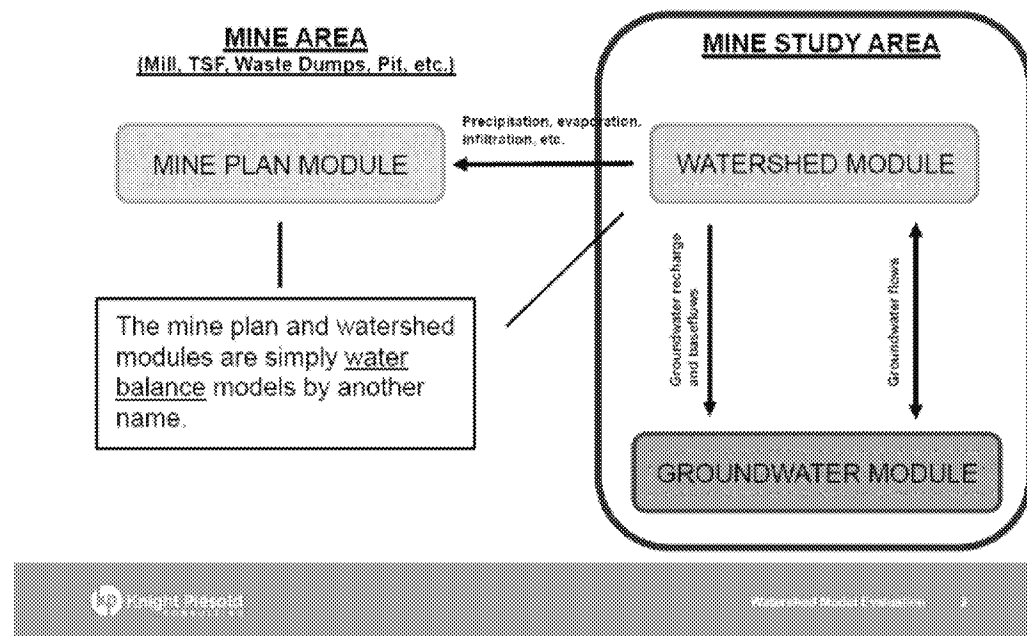 MINE AREA
(Mill, TSF, Waste Dumps, Pit, etc.)
MINE STUDY AREA
Precipitation, evaporation,
infiltration, etc.
MINE PLAN MODULE
WATERSHED MODULE
Groundwater recharge
and baseflows
Groundwater flows
The mine plan and watershed
modules are simply water
balance models by another
name.
GROUNDWATER MODULE
Knight Piésold
Watershed Model